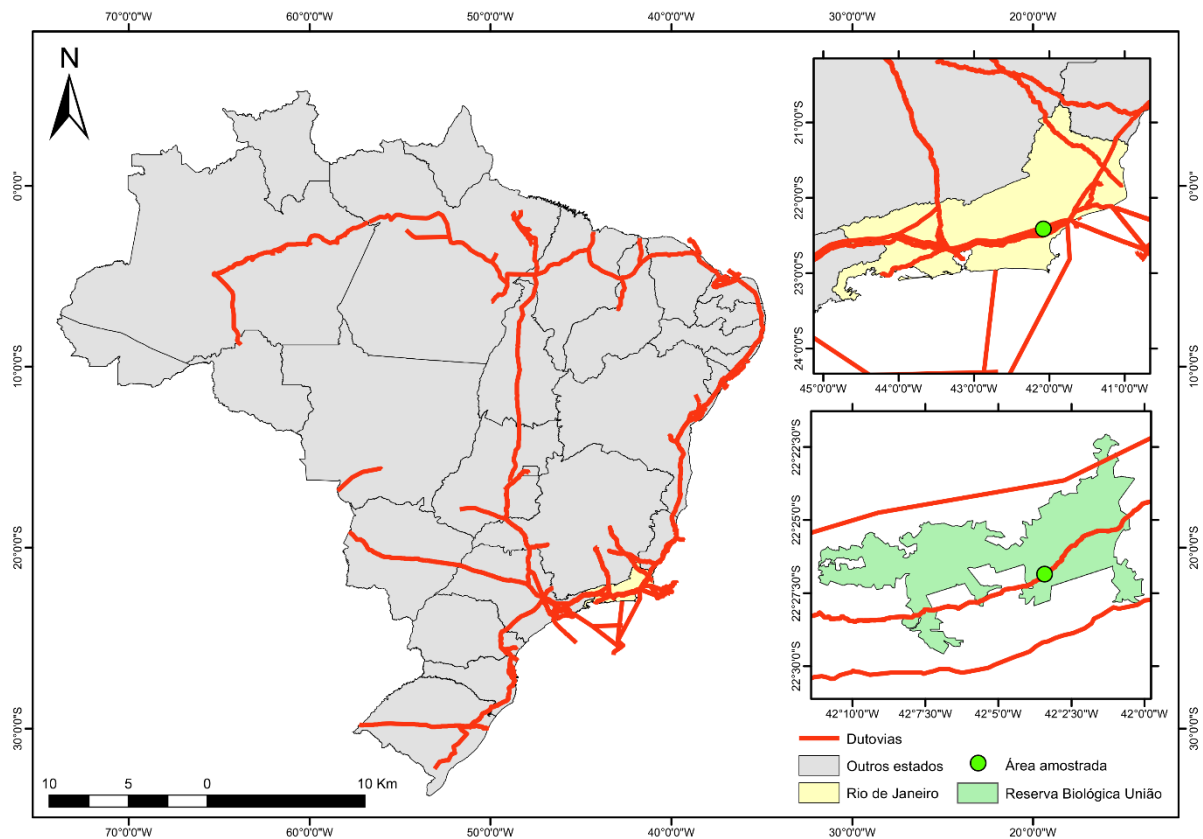 70°0'0"W 60°0'0"W 50°0'0"W 40°0'0"W
20°0'0"W 10°0'0"W
N
0°0'0"
10°0'0"S
20°0'0"S
30°0'0"S
21°0'0"S
22°0'0"S
23°0'0"S
24°0'0"S
45°0'0"W 44°0'0"W 43°0'0"W 42°0'0"W 41°0'0"W
0°0'0"
10°0'0"S
20°0'0"S
30°0'0"S
22°22'30"S
22°25'0"S
22°27'30"S
22°30'0"S
42°10'0"W 42°7'30"W 42°5'0"W 42°2'30"W 42°0'0"W
Dutovias
Outros estados
Área amostrada
Rio de Janeiro
Reserva Biológica União
10 5 0 10 Km
70°0'0"W 60°0'0"W 50°0'0"W 40°0'0"W 30°0'0"W 20°0'0"W